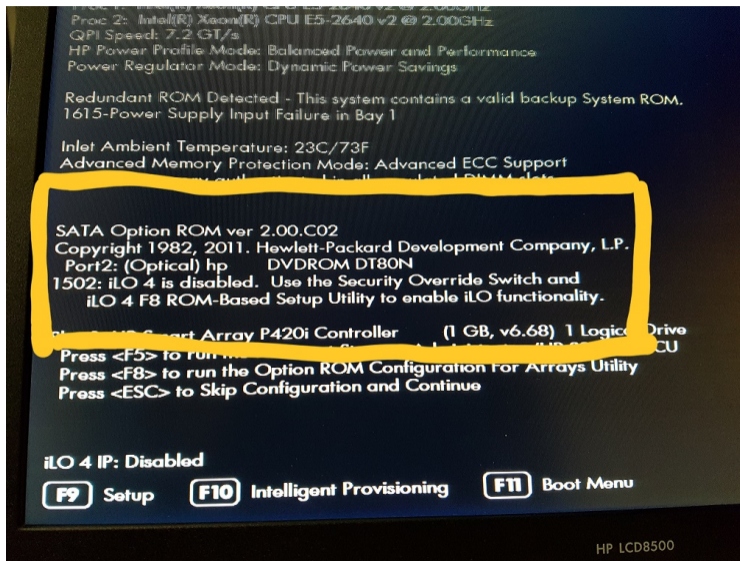 Proc 2: Intel(R) Xeon(R) CPU E5-2640 v2 @ 2.00GHz
QPI Speed: 7.2 GT/s
HP Power Profile Mode: Balanced Power and Performance
Power Regulator Mode: Dynamic Power Savings
Redundant ROM Detected - This system contains a valid backup System ROM.
1615-Power Supply Input Failure in Bay 1
Inlet Ambient Temperature: 23C/73F
Advanced Memory Protection Mode: Advanced ECC Support
SATA Option ROM ver 2.00.C02
Copyright 1982, 2011. Hewlett-Packard Development Company, L.P.
Port2: (Optical) hp DVDROM DT80N
1502: iLO 4 is disabled. Use the Security Override Switch and
iLO 4 F8 ROM-Based Setup Utility to enable iLO functionality.
Array P420i Controller (1 GB, v6.68) 1 Logical Drive
Press <F5> to run
Press <F8> to run the Option ROM Configuration For Arrays Utility
Press <ESC> to Skip Configuration and Continue
iLO 4 IP: Disabled
F9 Setup F10 Intelligent Provisioning F11 Boot Menu
HP LCD8500